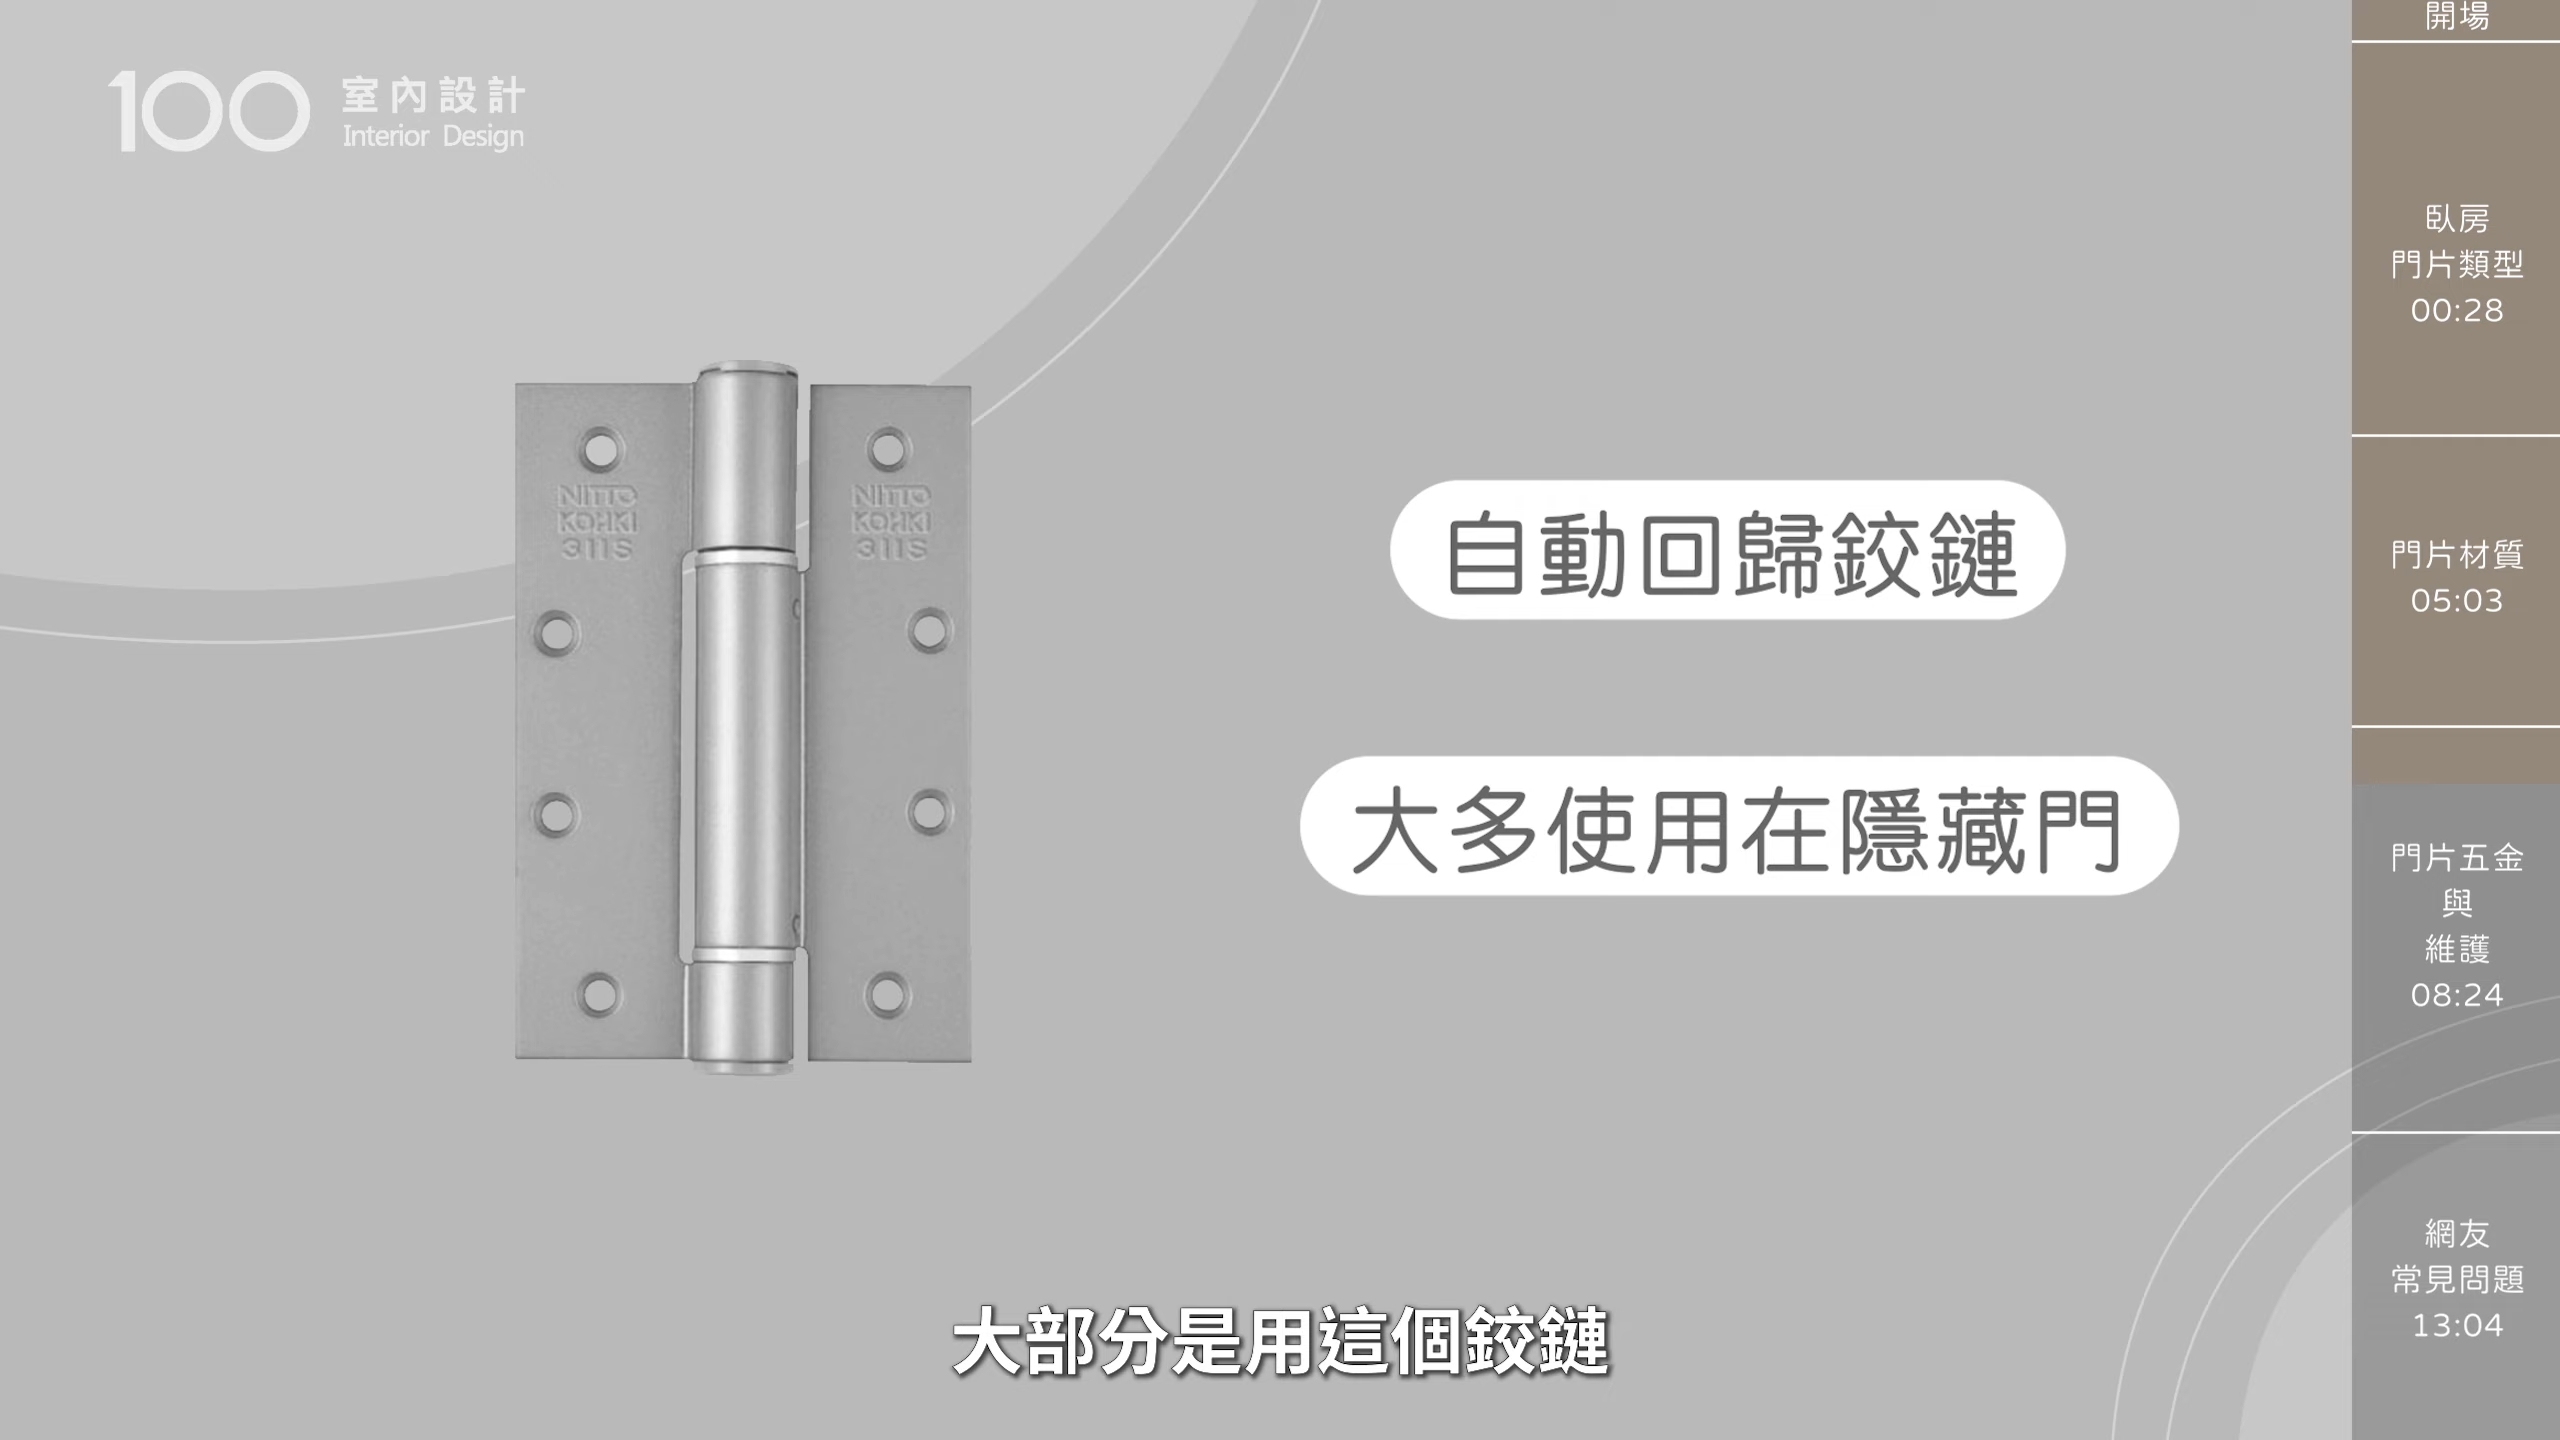 100 室內設計
Interior Design
NITTO
KOHKI
311S
NITTO
KOHKI
311S
自動回歸鉸鏈
大多使用在隱藏門
大部分是用這個鉸鏈
開場
臥房
門片類型
00:28
門片材質
05:03
門片五金
與
維護
08:24
網友
常見問題
13:04